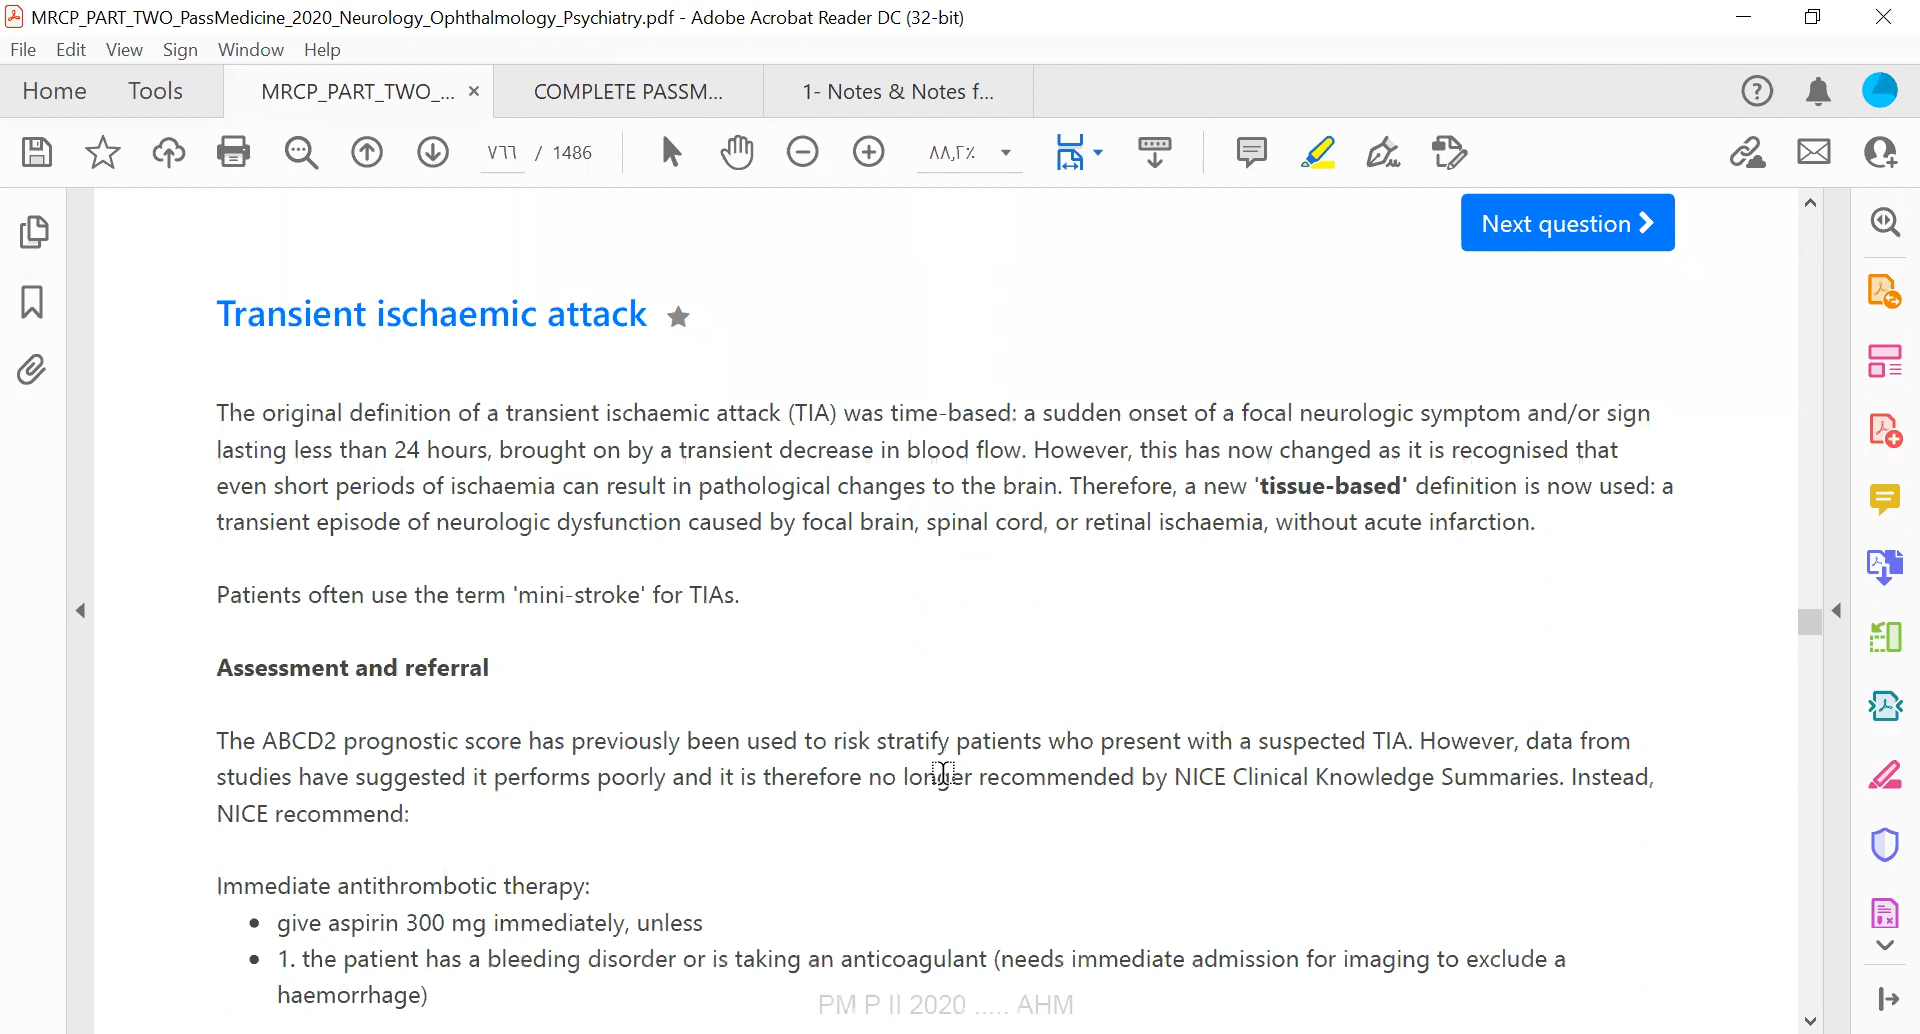 MRCP_PART_TWO_PassMedicine_2020_Neurology_Ophthalmology_Psychiatry.pdf - Adobe Acrobat Reader DC (32-bit)
File Edit View Sign Window Help
Home Tools MRCP_PART_TWO_... × COMPLETE PASSM... 1- Notes & Notes f...
٧٦٦ / 1486 ٨٨,٢٪
Next question
Transient ischaemic attack
The original definition of a transient ischaemic attack (TIA) was time-based: a sudden onset of a focal neurologic symptom and/or sign
lasting less than 24 hours, brought on by a transient decrease in blood flow. However, this has now changed as it is recognised that
even short periods of ischaemia can result in pathological changes to the brain. Therefore, a new 'tissue-based' definition is now used: a
transient episode of neurologic dysfunction caused by focal brain, spinal cord, or retinal ischaemia, without acute infarction.
Patients often use the term 'mini-stroke' for TIAs.
Assessment and referral
The ABCD2 prognostic score has previously been used to risk stratify patients who present with a suspected TIA. However, data from
studies have suggested it performs poorly and it is therefore no longer recommended by NICE Clinical Knowledge Summaries. Instead,
NICE recommend:
Immediate antithrombotic therapy:
• give aspirin 300 mg immediately, unless
• 1. the patient has a bleeding disorder or is taking an anticoagulant (needs immediate admission for imaging to exclude a
haemorrhage)
PM P II 2020 ..... AHM